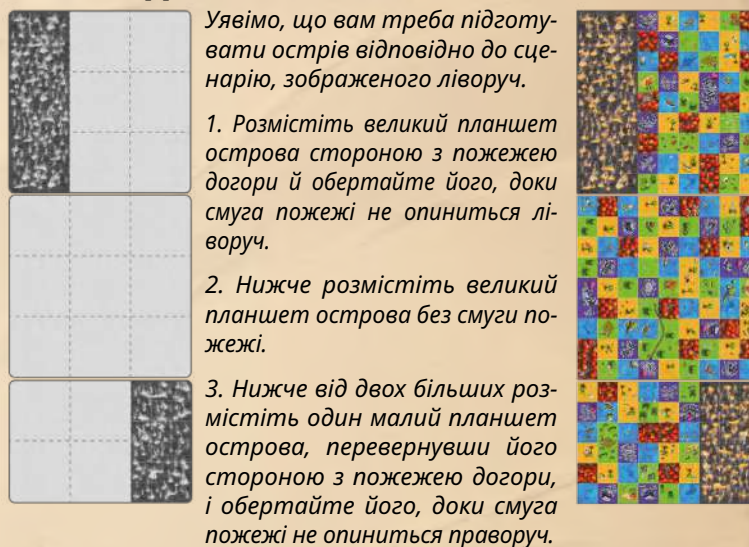 Уявімо, що вам треба підготу-
вати острів відповідно до сце-
нарію, зображеного ліворуч.
1. Розмістіть великий планшет
острова стороною з пожежею
догори й обертайте його, доки
смуга пожежі не опиниться лі-
воруч.
2. Нижче розмістіть великий
планшет острова без смуги по-
жежі.
3. Нижче від двох більших роз-
містіть один малий планшет
острова, перевернувши його
стороною з пожежею догори,
і обертайте його, доки смуга
пожежі не опиниться праворуч.